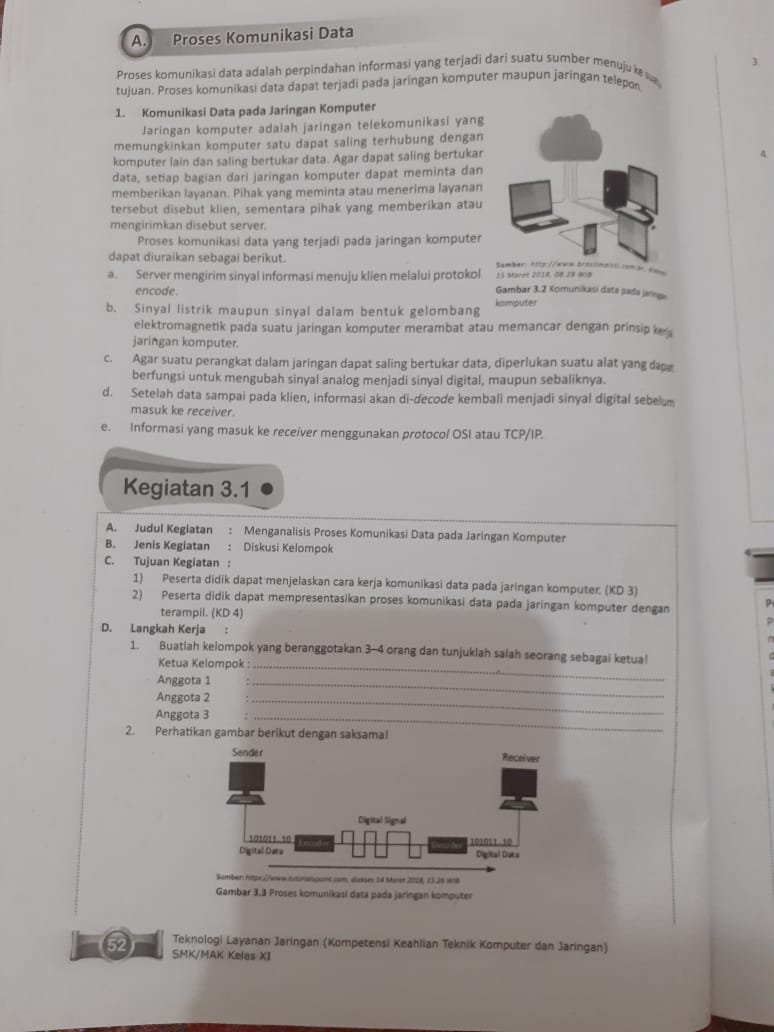 A. Proses Komunikasi Data
Proses komunikasi data adalah perpindahan informasi yang terjadi dari suatu sumber menuju ke suatu
tujuan. Proses komunikasi data dapat terjadi pada jaringan komputer maupun jaringan telepon.
1. Komunikasi Data pada Jaringan Komputer
Jaringan komputer adalah jaringan telekomunikasi yang
memungkinkan komputer satu dapat saling terhubung dengan
komputer lain dan saling bertukar data. Agar dapat saling bertukar
data, setiap bagian dari jaringan komputer dapat meminta dan
memberikan layanan. Pihak yang meminta atau menerima layanan
tersebut disebut klien, sementara pihak yang memberikan atau
mengirimkan disebut server.
Proses komunikasi data yang terjadi pada jaringan komputer
dapat diuraikan sebagai berikut.
a. Server mengirim sinyal informasi menuju klien melalui protokol
encode.
Sumber: http://www.
15 Maret 2018, 08.29 WIB
Gambar 3.2 Komunikasi data pada jaringan
komputer
b. Sinyal listrik maupun sinyal dalam bentuk gelombang
elektromagnetik pada suatu jaringan komputer merambat atau memancar dengan prinsip kerja
jaringan komputer.
c. Agar suatu perangkat dalam jaringan dapat saling bertukar data, diperlukan suatu alat yang dapat
berfungsi untuk mengubah sinyal analog menjadi sinyal digital, maupun sebaliknya.
d. Setelah data sampai pada klien, informasi akan di-decode kembali menjadi sinyal digital sebelum
masuk ke receiver.
e. Informasi yang masuk ke receiver menggunakan protocol OSI atau TCP/IP.
Kegiatan 3.1
A. Judul Kegiatan : Menganalisis Proses Komunikasi Data pada Jaringan Komputer
B. Jenis Kegiatan : Diskusi Kelompok
C. Tujuan Kegiatan :
1) Peserta didik dapat menjelaskan cara kerja komunikasi data pada jaringan komputer. (KD 3)
2) Peserta didik dapat mempresentasikan proses komunikasi data pada jaringan komputer dengan
terampil. (KD 4)
D. Langkah Kerja :
1. Buatlah kelompok yang beranggotakan 3–4 orang dan tunjuklah salah seorang sebagai ketua!
Ketua Kelompok :
Anggota 1 :
Anggota 2 :
Anggota 3 :
2. Perhatikan gambar berikut dengan saksama!
Sender
Receiver
Digital Signal
101011..10 Encoder Decoder 101011..10
Digital Data Digital Data
Sumber: https://www.tutorialspoint.com, diakses 14 Maret 2018, 15.26 WIB
Gambar 3.3 Proses komunikasi data pada jaringan komputer
52 Teknologi Layanan Jaringan (Kompetensi Keahlian Teknik Komputer dan Jaringan)
SMK/MAK Kelas XI
3.
4.